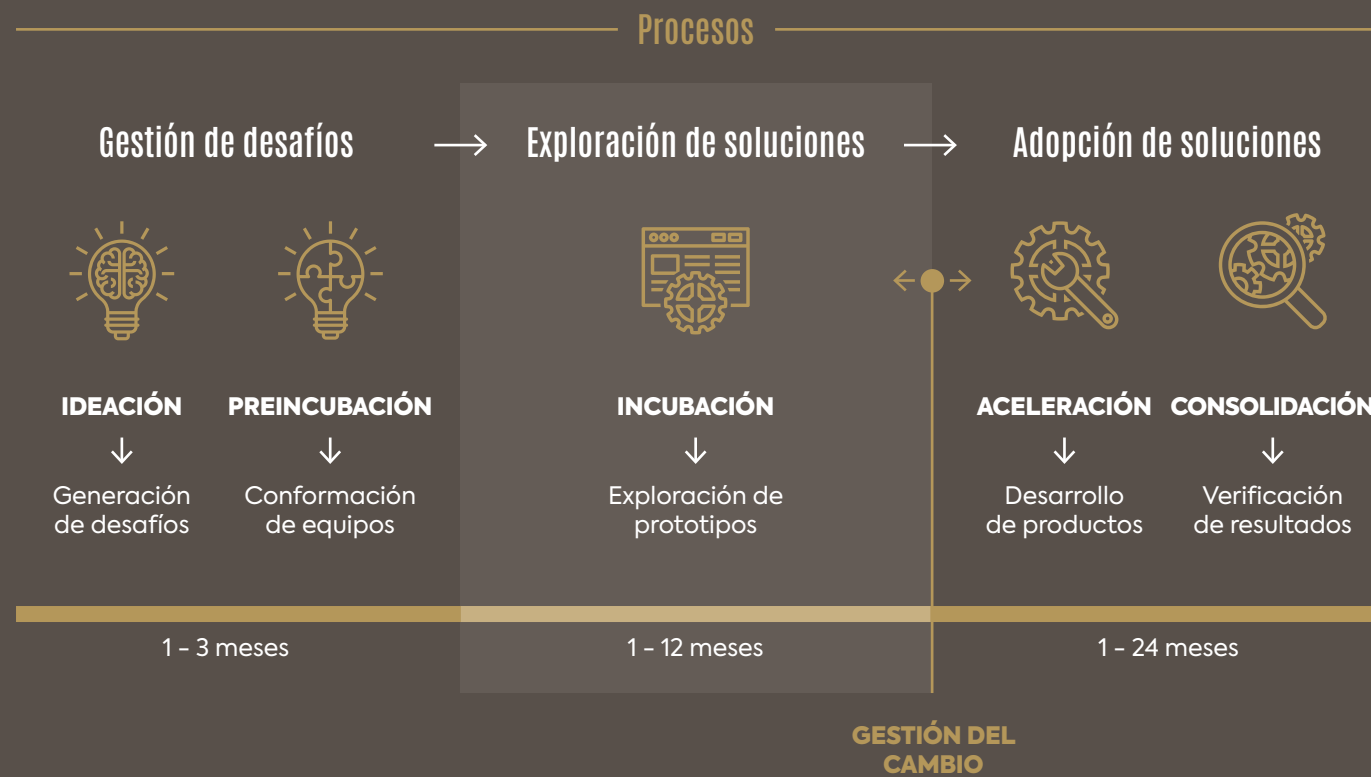 Procesos
Gestión de desafíos
Exploración de soluciones
Adopción de soluciones
IDEACIÓN
PREINCUBACIÓN
INCUBACIÓN
ACELERACIÓN
CONSOLIDACIÓN
Generación
de desafíos
Conformación
de equipos
Exploración de
prototipos
Desarrollo
de productos
Verificación
de resultados
1 - 3 meses
1 - 12 meses
1 - 24 meses
GESTIÓN DEL
CAMBIO